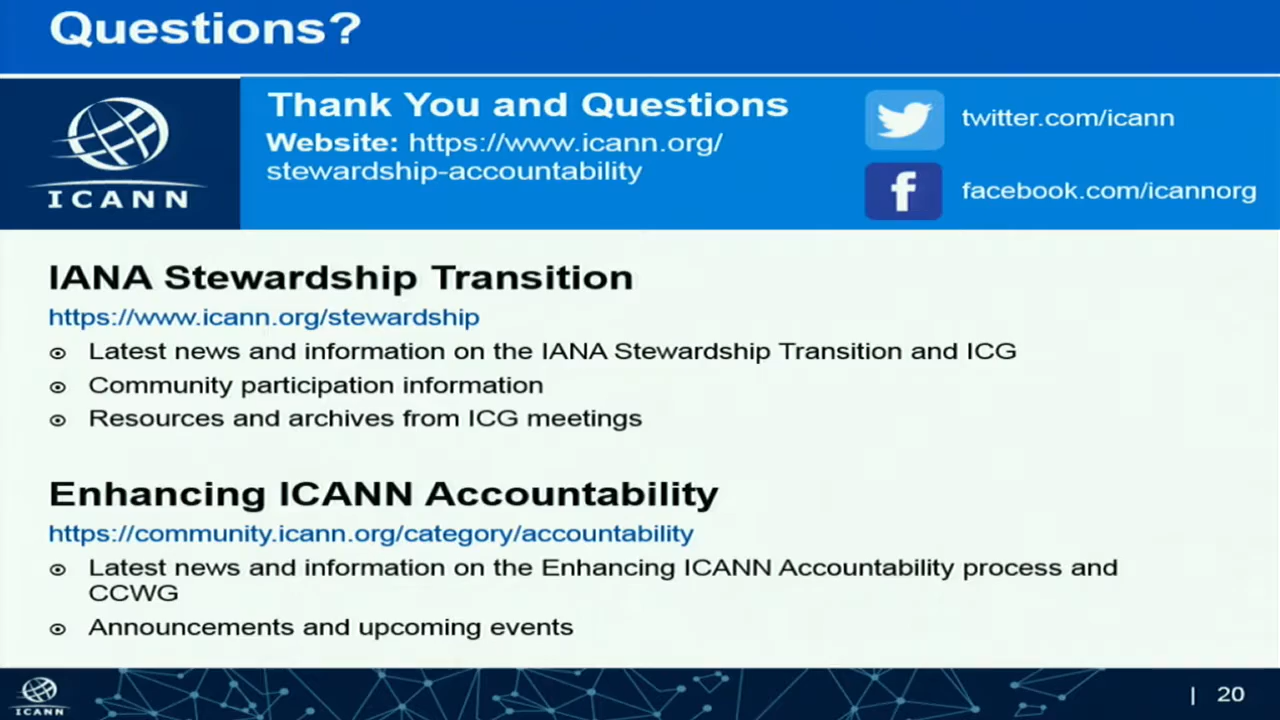 Questions?
Thank You and Questions
Website: https://www.icann.org/
stewardship-accountability
twitter.com/icann
facebook.com/icannorg
ICANN
IANA Stewardship Transition
https://www.icann.org/stewardship
Latest news and information on the IANA Stewardship Transition and ICG
Community participation information
Resources and archives from ICG meetings
Enhancing ICANN Accountability
https://community.icann.org/category/accountability
Latest news and information on the Enhancing ICANN Accountability process and
CCWG
Announcements and upcoming events
ICANN
| 20